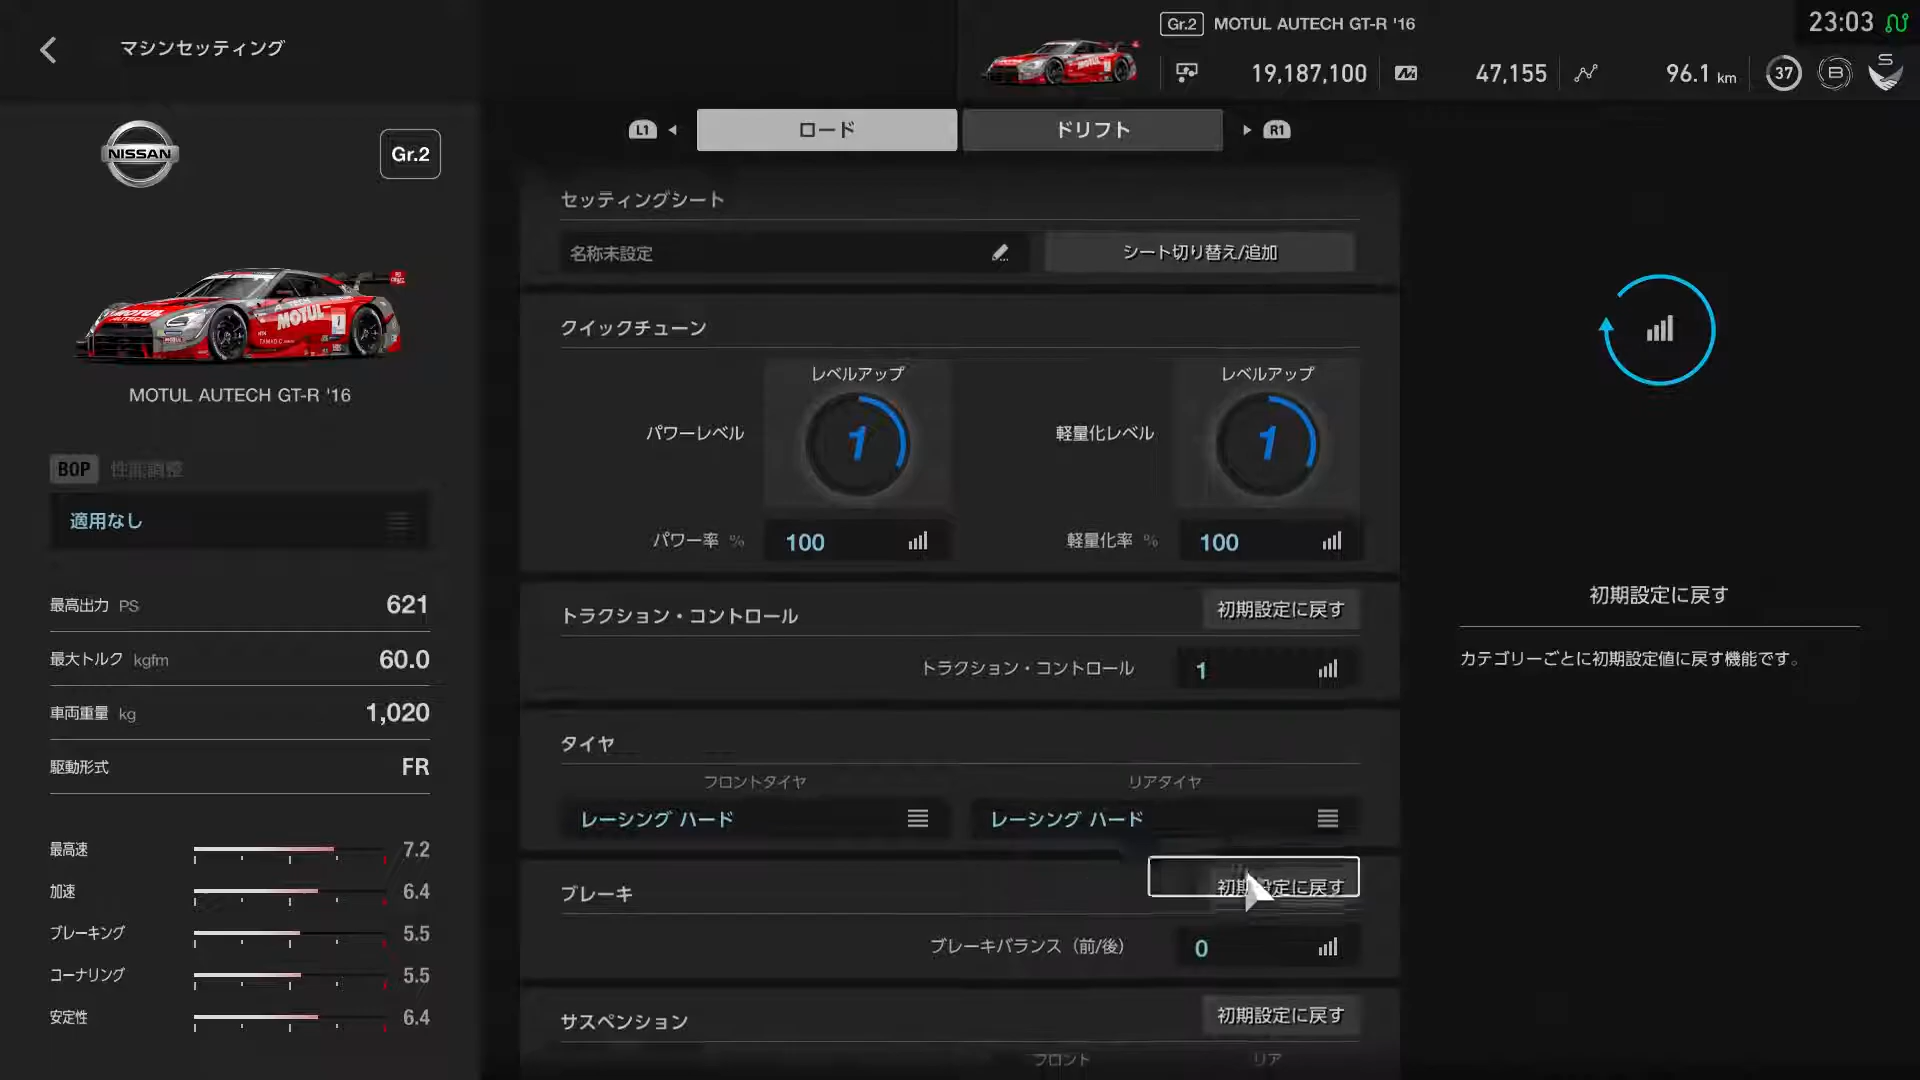 マシンセッティング
Gr.2 MOTUL AUTECH GT-R '16
23:03
19,187,100 47,155 96.1 km 37 B S
NISSAN
Gr.2
L1 ロード ドリフト R1
セッティングシート
名称未設定 シート切り替え/追加
クイックチューン
レベルアップ レベルアップ
パワーレベル 1 軽量化レベル 1
パワー率 % 100 軽量化率 % 100
トラクション・コントロール 初期設定に戻す
トラクション・コントロール 1
タイヤ
フロントタイヤ リアタイヤ
レーシング ハード レーシング ハード
ブレーキ 初期設定に戻す
ブレーキバランス（前/後） 0
サスペンション 初期設定に戻す
フロント リア
MOTUL
MOTUL AUTECH GT-R '16
BOP 性能調整
適用なし
最高出力 PS 621
最大トルク kgfm 60.0
車両重量 kg 1,020
駆動形式 FR
最高速 7.2
加速 6.4
ブレーキング 5.5
コーナリング 5.5
安定性 6.4
初期設定に戻す
カテゴリーごとに初期設定値に戻す機能です。